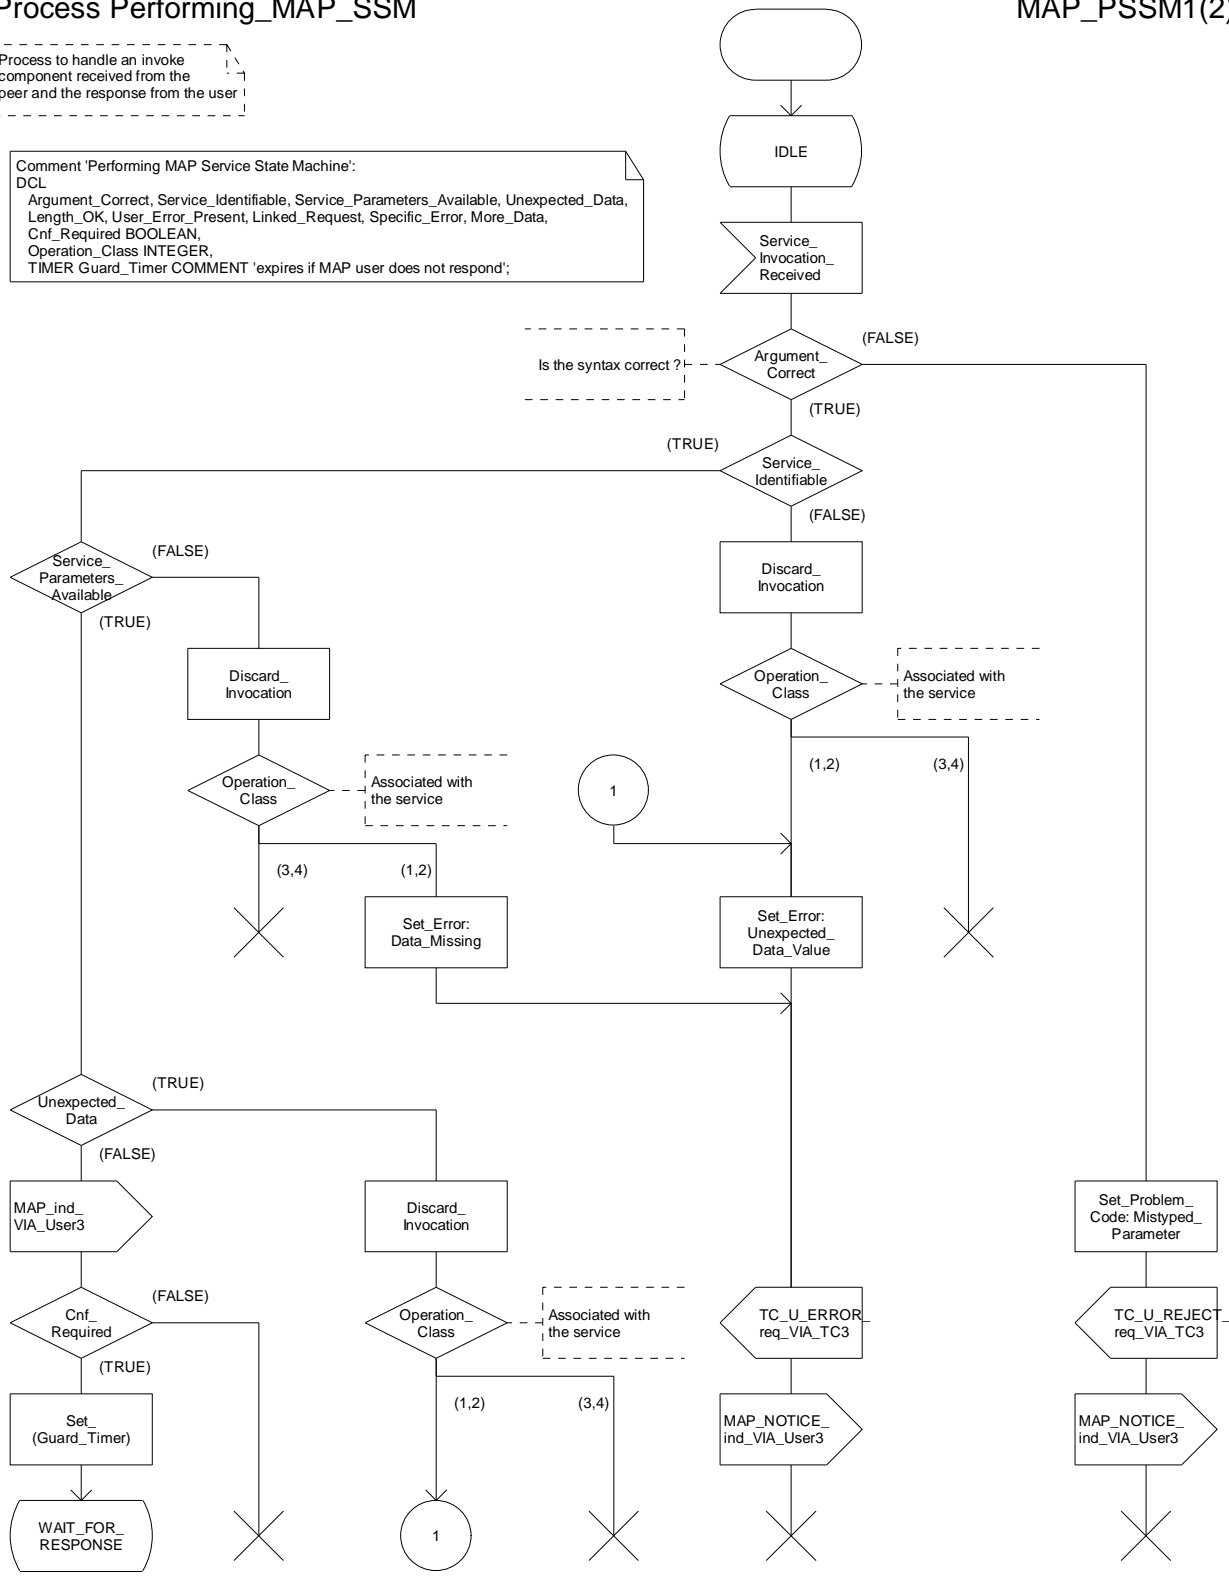 Process Performing_MAP_SSM
MAP_PSSM1(2)
Process to handle an invoke
component received from the
peer and the response from the user
Comment 'Performing MAP Service State Machine':
DCL
Argument_Correct, Service_Identifiable, Service_Parameters_Available, Unexpected_Data,
Length_OK, User_Error_Present, Linked_Request, Specific_Error, More_Data,
Cnf_Required BOOLEAN,
Operation_Class INTEGER,
TIMER Guard_Timer COMMENT 'expires if MAP user does not respond';
IDLE
Service_
Invocation_
Received
Is the syntax correct ?
Argument_
Correct
(FALSE)
(TRUE)
(TRUE)
Service_
Identifiable
(FALSE)
Service_
Parameters_
Available
(FALSE)
(TRUE)
Discard_
Invocation
Discard_
Invocation
Operation_
Class
Associated with
the service
Operation_
Class
Associated with
the service
1
(1,2)
(3,4)
(3,4)
(1,2)
Set_Error:
Data_Missing
Set_Error:
Unexpected_
Data_Value
Unexpected_
Data
(TRUE)
(FALSE)
MAP_ind_
VIA_User3
Discard_
Invocation
Set_Problem_
Code: Mistyped_
Parameter
Cnf_
Required
(FALSE)
(TRUE)
Operation_
Class
Associated with
the service
TC_U_ERROR_
req_VIA_TC3
TC_U_REJECT_
req_VIA_TC3
(1,2)
(3,4)
Set_
(Guard_Timer)
MAP_NOTICE_
ind_VIA_User3
MAP_NOTICE_
ind_VIA_User3
WAIT_FOR_
RESPONSE
1